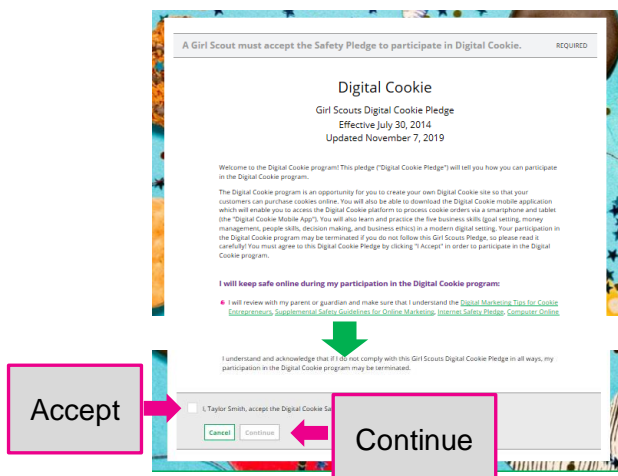 A Girl Scout must accept the Safety Pledge to participate in Digital Cookie. REQUIRED
Digital Cookie
Girl Scouts Digital Cookie Pledge
Effective July 30, 2014
Updated November 7, 2019
Welcome to the Digital Cookie program! This pledge ("Digital Cookie Pledge") will tell you how you can participate
in the Digital Cookie program.
The Digital Cookie program is an opportunity for you to create your own Digital Cookie site so that your
customers can purchase cookies online. You will also be able to download the Digital Cookie mobile application
which will enable you to access the Digital Cookie platform to process cookie orders via a smartphone and tablet
(the "Digital Cookie Mobile App"). You will also learn and practice the five business skills (goal setting, money
management, people skills, decision making, and business ethics) in a modern digital setting. Your participation in
the Digital Cookie program may be terminated if you do not follow this Girl Scouts Pledge, so please read it
carefully! You must agree to this Digital Cookie Pledge by clicking "I Accept" in order to participate in the Digital
Cookie program.
I will keep safe online during my participation in the Digital Cookie program:
I will review with my parent or guardian and make sure that I understand the Digital Marketing Tips for Cookie
Entrepreneurs, Supplemental Safety Guidelines for Online Marketing, Internet Safety Pledge, Computer Online
I understand and acknowledge that if I do not comply with this Girl Scouts Digital Cookie Pledge in all ways, my
participation in the Digital Cookie program may be terminated.
Accept
I, Taylor Smith, accept the Digital Cookie Sa
Cancel Continue
Continue